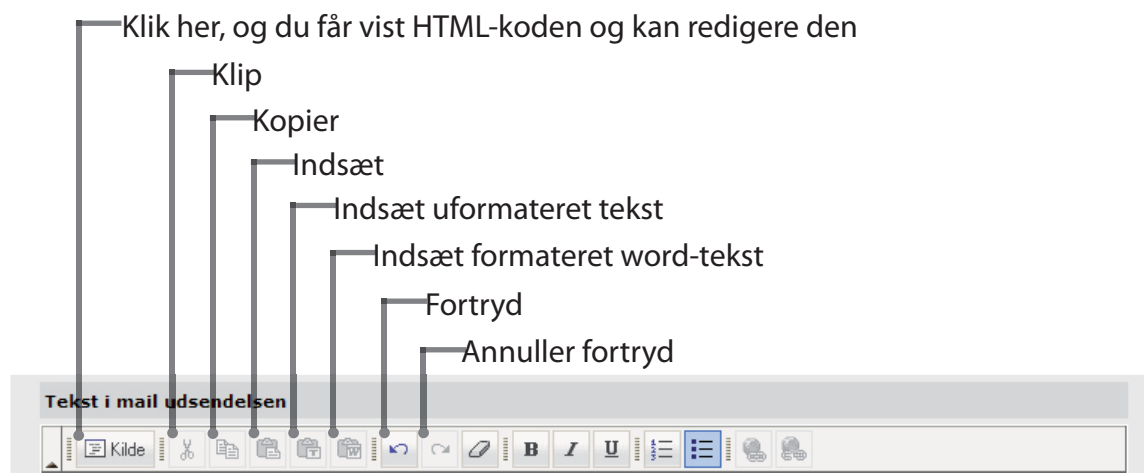 Klik her, og du får vist HTML-koden og kan redigere den
Klip
Kopier
Indsæt
Indsæt uformateret tekst
Indsæt formateret word-tekst
Fortryd
Annuller fortryd
Tekst i mail udsendelsen
Kilde B I U